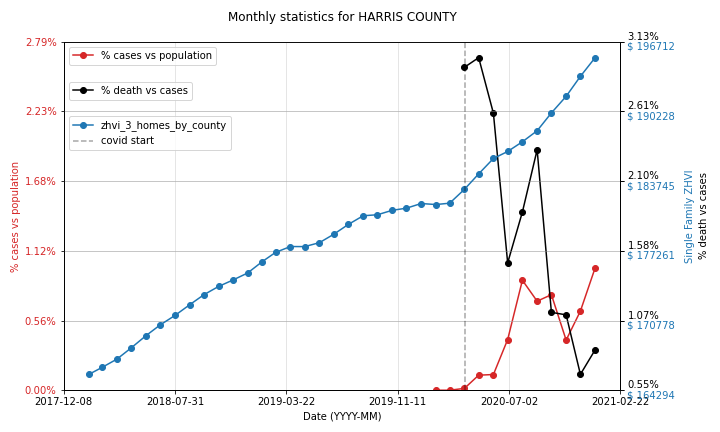 Monthly statistics for HARRIS COUNTY
2.79%
2.23%
1.68%
1.12%
0.56%
0.00%
% cases vs population
% cases vs population
% death vs cases
zhvi_3_homes_by_county
covid start
3.13%
$ 196712
2.61%
$ 190228
2.10%
$ 183745
1.58%
$ 177261
1.07%
$ 170778
0.55%
$ 164294
Single Family ZHVI
% death vs cases
2017-12-08
2018-07-31
2019-03-22
2019-11-11
2020-07-02
2021-02-22
Date (YYYY-MM)